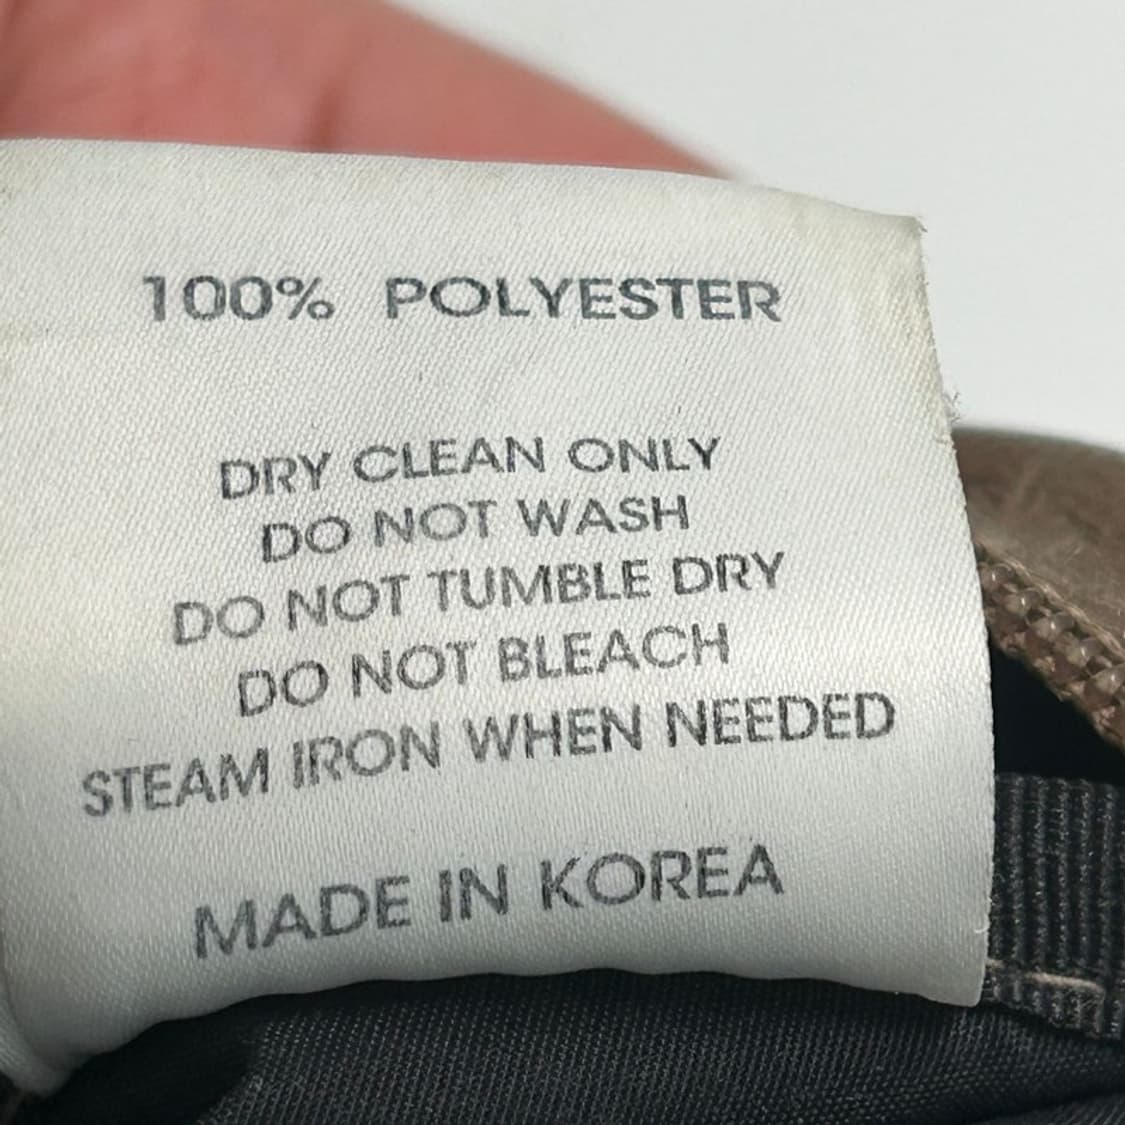 100% POLYESTER
DRY CLEAN ONLY
DO NOT WASH
DO NOT TUMBLE DRY
DO NOT BLEACH
STEAM IRON WHEN NEEDED
MADE IN KOREA